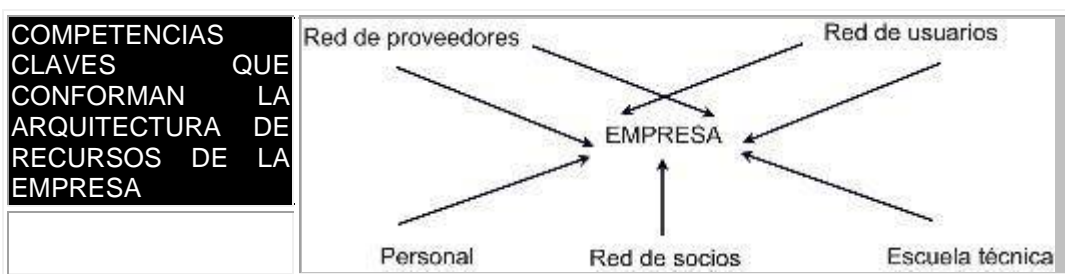 COMPETENCIAS
CLAVES QUE
CONFORMAN LA
ARQUITECTURA DE
RECURSOS DE LA
EMPRESA
Red de proveedores
Red de usuarios
EMPRESA
Personal
Red de socios
Escuela técnica